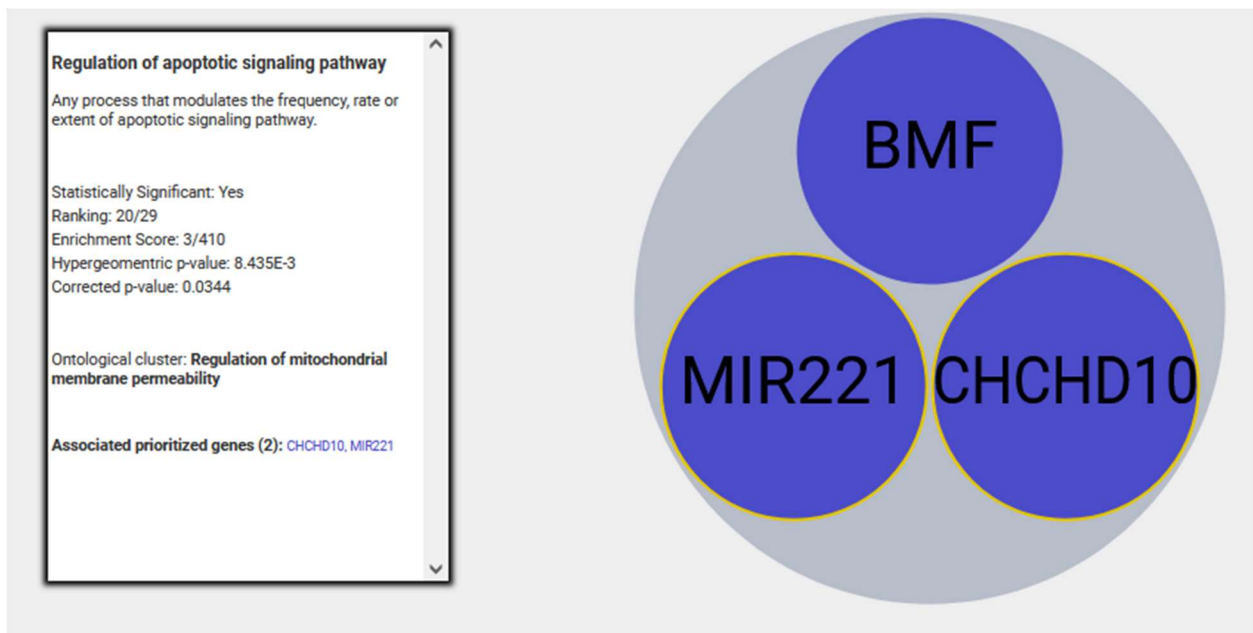 Regulation of apoptotic signaling pathway
Any process that modulates the frequency, rate or
extent of apoptotic signaling pathway.
Statistically Significant: Yes
Ranking: 20/29
Enrichment Score: 3/410
Hypergeomentric p-value: 8.435E-3
Corrected p-value: 0.0344
Ontological cluster: Regulation of mitochondrial
membrane permeability
Associated prioritized genes (2): CHCHD10, MIR221
BMF
MIR221
CHCHD10